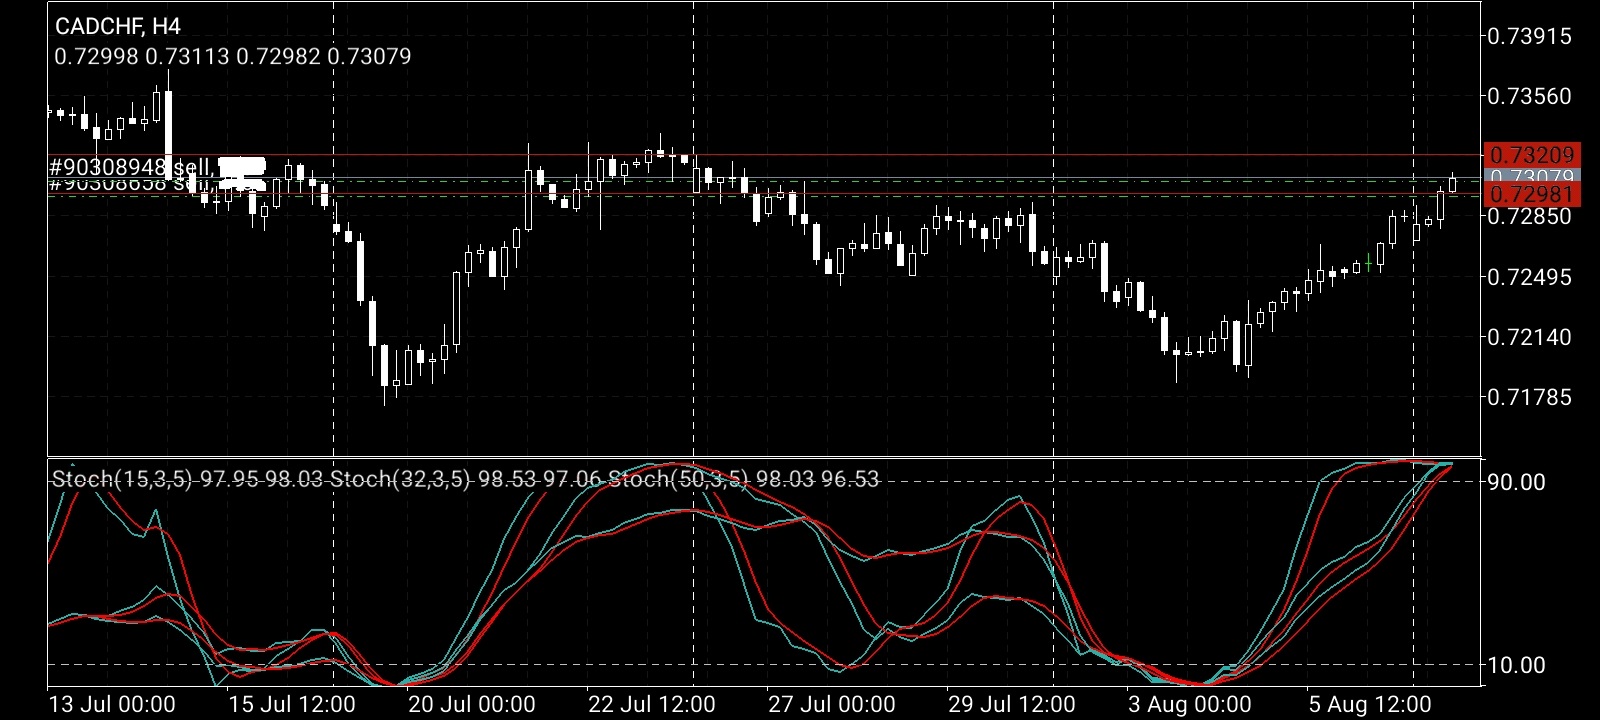 CADCHF, H4
0.72998 0.73113 0.72982 0.73079
0.73915
0.73560
#90308948 sell,
#90308658 sell,
0.73209
0.73079
0.72981
0.72850
0.72495
0.72140
0.71785
Stoch(15,3,5) 97.95 98.03 Stoch(32,3,5) 98.53 97.06 Stoch(50,3,5) 98.03 96.53
90.00
10.00
13 Jul 00:00 15 Jul 12:00 20 Jul 00:00 22 Jul 12:00 27 Jul 00:00 29 Jul 12:00 3 Aug 00:00 5 Aug 12:00